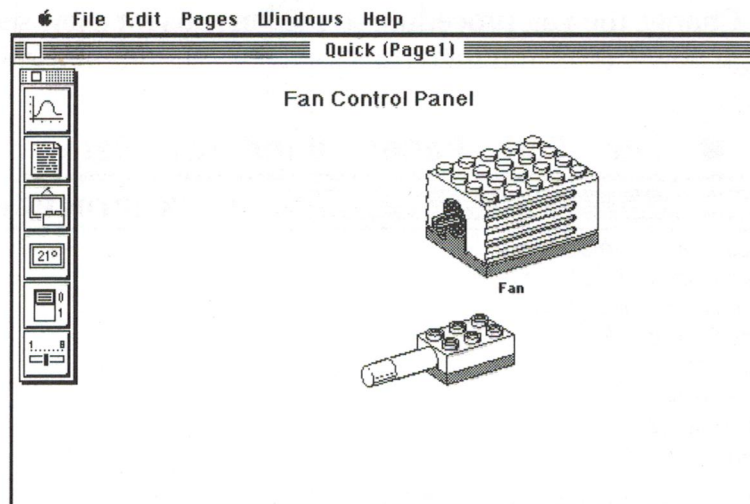 File Edit Pages Windows Help
Quick (Page1)
Fan Control Panel
21°
0
1
1 8
Fan